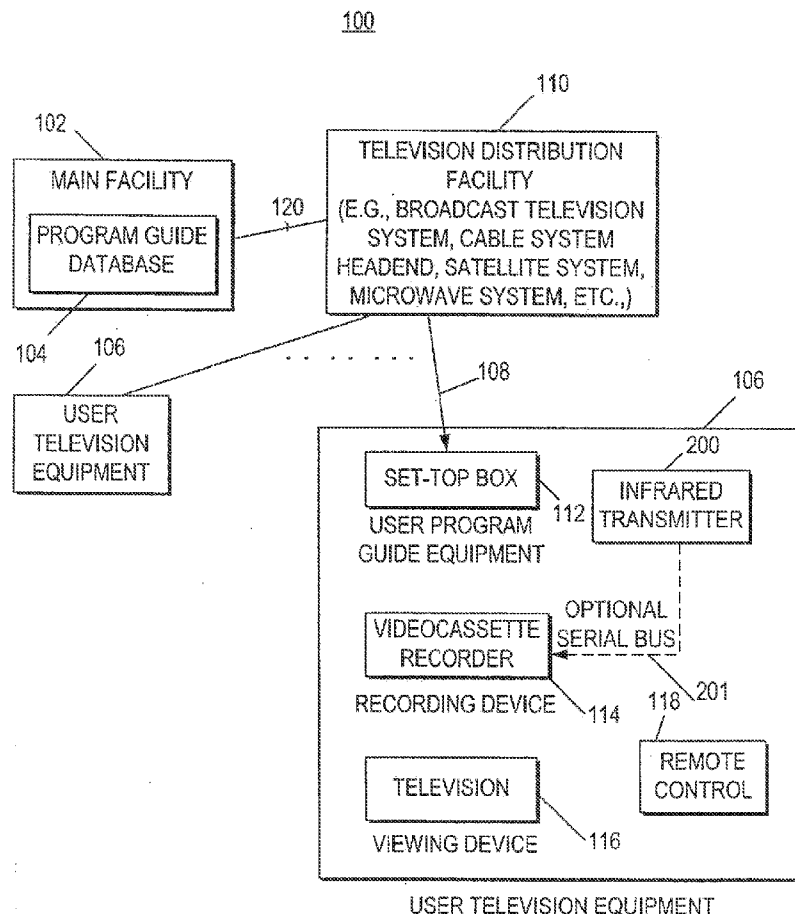 100
110
102
MAIN FACILITY
PROGRAM GUIDE
DATABASE
104
120
TELEVISION DISTRIBUTION
FACILITY
(E.G., BROADCAST TELEVISION
SYSTEM, CABLE SYSTEM
HEADEND, SATELLITE SYSTEM,
MICROWAVE SYSTEM, ETC.,)
106
USER
TELEVISION
EQUIPMENT
108
106
SET-TOP BOX
112
USER PROGRAM
GUIDE EQUIPMENT
200
INFRARED
TRANSMITTER
OPTIONAL
SERIAL BUS
201
VIDEOCASSETTE
RECORDER
RECORDING DEVICE
114
118
REMOTE
CONTROL
TELEVISION
VIEWING DEVICE
116
USER TELEVISION EQUIPMENT